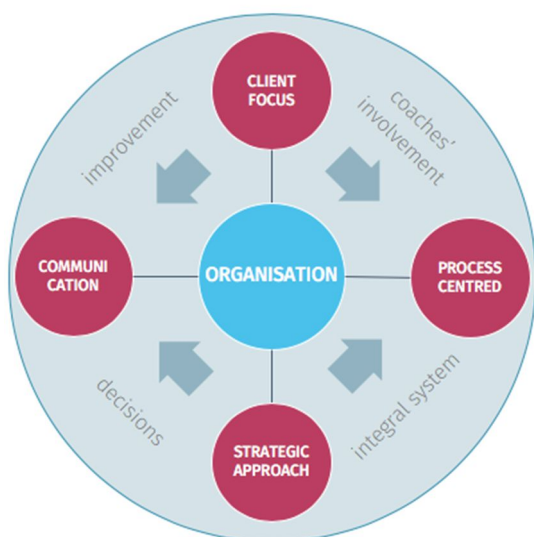 CLIENT
FOCUS
improvement
coaches'
involvement
COMMUNI
CATION
ORGANISATION
PROCESS
CENTRED
decisions
integral system
STRATEGIC
APPROACH